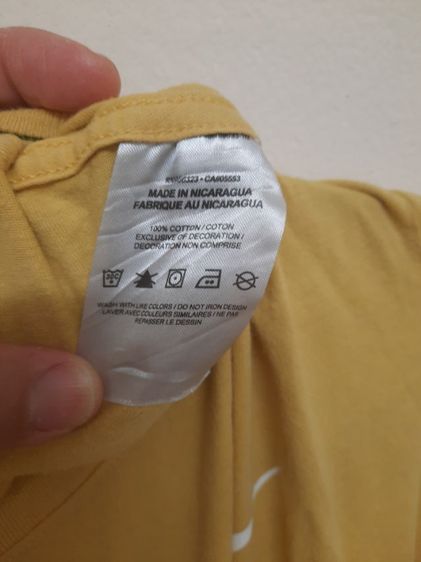 MADE IN NICARAGUA
FABRIQUE AU NICARAGUA
100% COTTON / COTON
EXCLUSIVE OF DECORATION /
DECORATION NON COMPRISE
30C
WASH WITH LIKE COLORS / DO NOT IRON DESIGN
LAVER AVEC COULEURS SIMILAIRES / NE PAS
REPASSER LE DESSIN